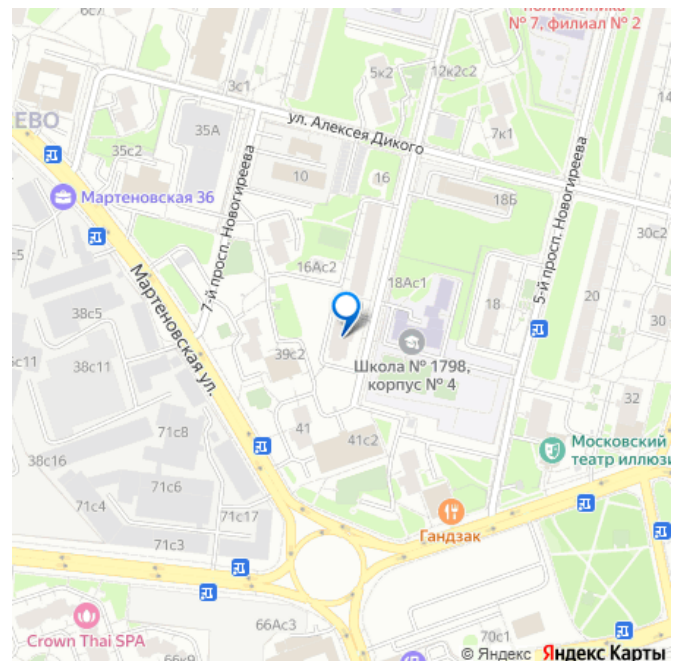 поликлиника
№ 7, филиал № 2
6с7
5к2
12к2с2
3с1
14
ул. Алексея Дикого
ЕВО
35А
7к1
35с2
10
16
18Б
5-й просп. Новогиреева
Мартеновская 36
7-й просп. Новогиреева
30с2
с5
16Ас2
18Ас1
38с5
Мартеновская ул.
18
20
30
с11
38с11
39с2
Школа № 1798,
корпус № 4
32
41
71с8
41с2
Московский
театр иллюзи
38с16
71с6
71с4
71с17
Гандзак
71с3
66Ас3
Crown Thai SPA
70с1
66к9
© Яндекс Яндекс Карты